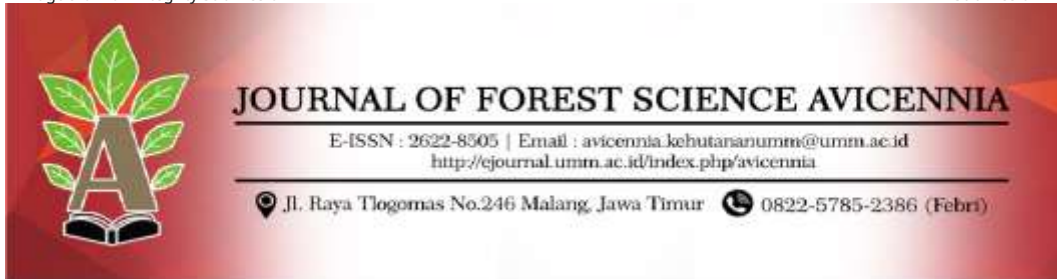 JOURNAL OF FOREST SCIENCE AVICENNIA
E-ISSN : 2622-8505 | Email : avicennia.kehutananumm@umm.ac.id
http://ejournal.umm.ac.id/index.php/avicennia
Jl. Raya Tlogomas No.246 Malang, Jawa Timur 0822-5785-2386 (Febri)
A